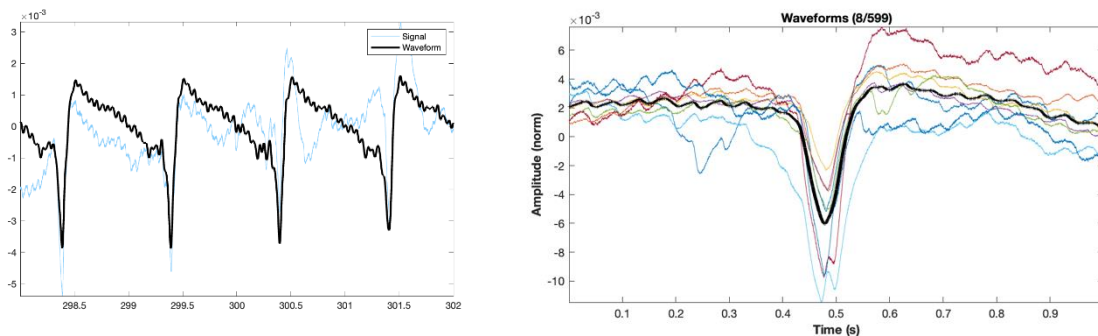 ×10⁻³
3
2
1
0
-1
-2
-3
-4
-5
298.5 299 299.5 300 300.5 301 301.5 302
Signal
Waveform
Waveforms (8/599)
×10⁻³
6
4
2
0
-2
-4
-6
-8
-10
Amplitude (norm)
0.1 0.2 0.3 0.4 0.5 0.6 0.7 0.8 0.9
Time (s)